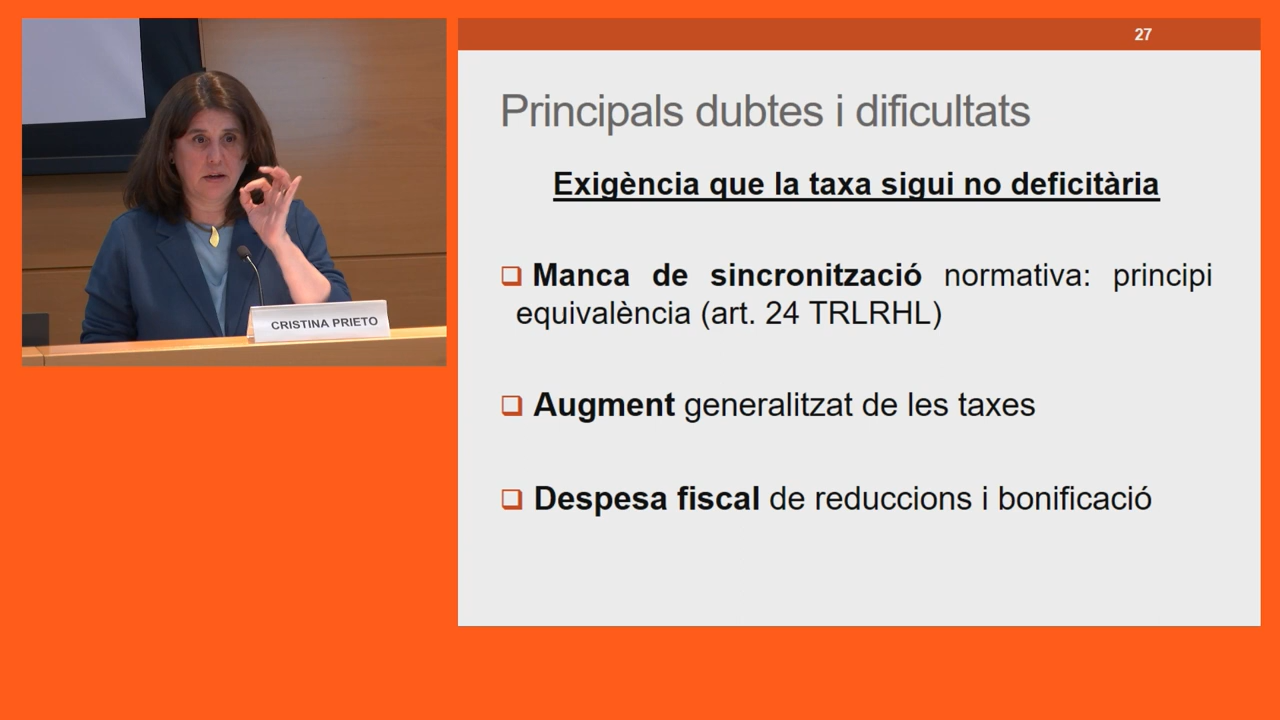 CRISTINA PRIETO
27
Principals dubtes i dificultats
Exigència que la taxa sigui no deficitària
❑ Manca de sincronització normativa: principi
equivalència (art. 24 TRLRHL)
❑ Augment generalitzat de les taxes
❑ Despesa fiscal de reduccions i bonificació